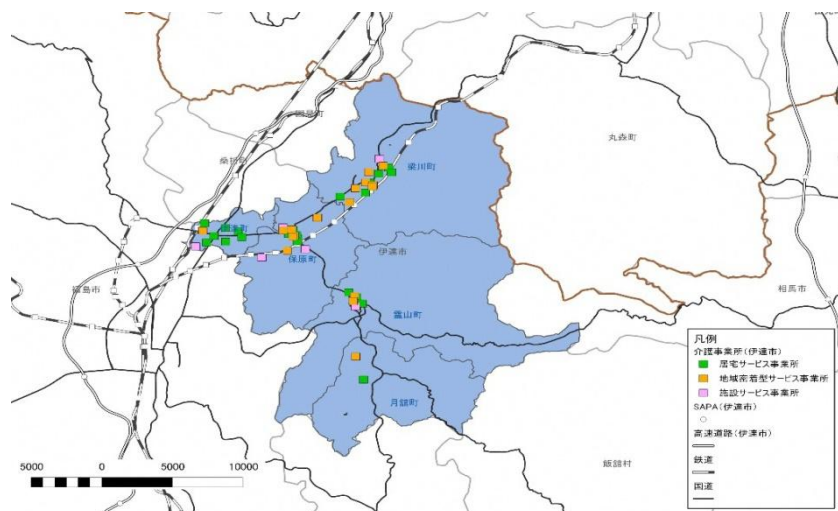 国見町
桑折町
丸森町
梁川町
伊達町
保原町
伊達市
福島市
相馬市
霊山町
月舘町
飯舘村
5000 0 5000 10000
凡例
介護事業所(伊達市)
居宅サービス事業所
地域密着型サービス事業所
施設サービス事業所
SAPA(伊達市)
高速道路(伊達市)
鉄道
国道